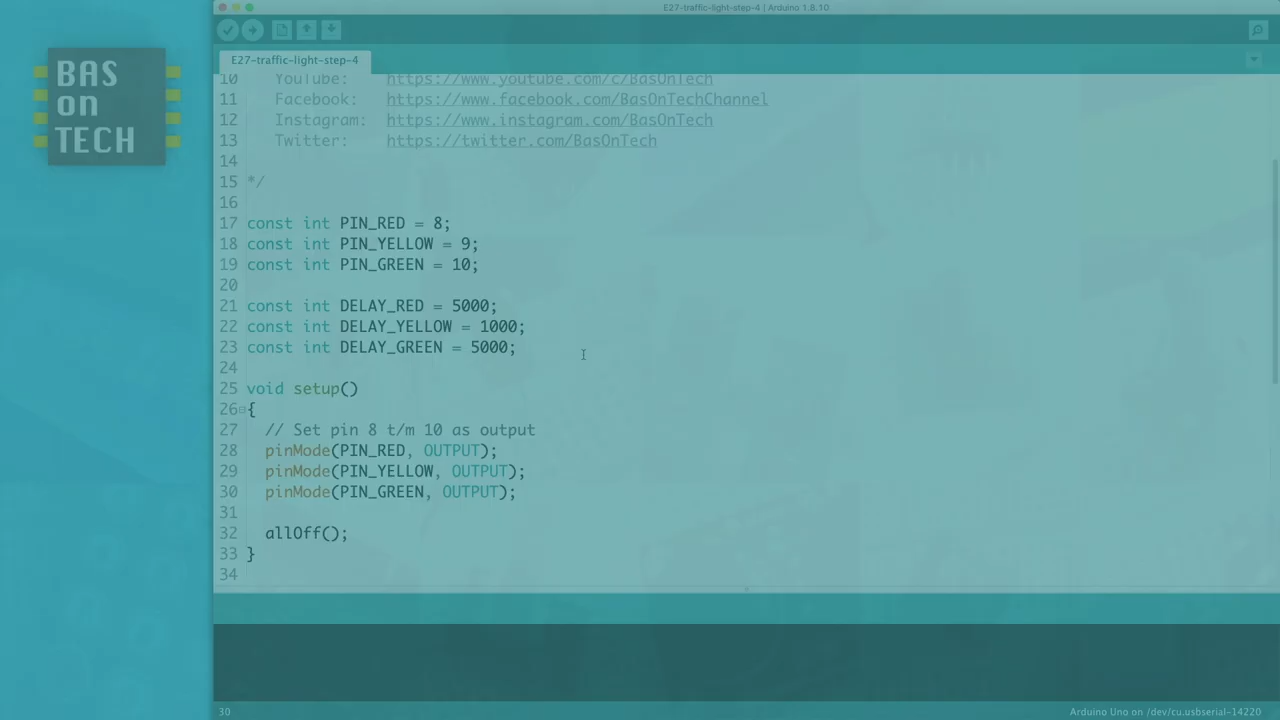 E27-traffic-light-step-4 | Arduino 1.8.10
BAS
on
TECH
E27-traffic-light-step-4
10 YouTube: https://www.youtube.com/c/BasOnTech
11 Facebook: https://www.facebook.com/BasOnTechChannel
12 Instagram: https://www.instagram.com/BasOnTech
13 Twitter: https://twitter.com/BasOnTech
14
15 */
16
17 const int PIN_RED = 8;
18 const int PIN_YELLOW = 9;
19 const int PIN_GREEN = 10;
20
21 const int DELAY_RED = 5000;
22 const int DELAY_YELLOW = 1000;
23 const int DELAY_GREEN = 5000;
24
25 void setup()
26 {
27 // Set pin 8 t/m 10 as output
28 pinMode(PIN_RED, OUTPUT);
29 pinMode(PIN_YELLOW, OUTPUT);
30 pinMode(PIN_GREEN, OUTPUT);
31
32 allOff();
33 }
34
30 Arduino Uno on /dev/cu.usbserial-14220